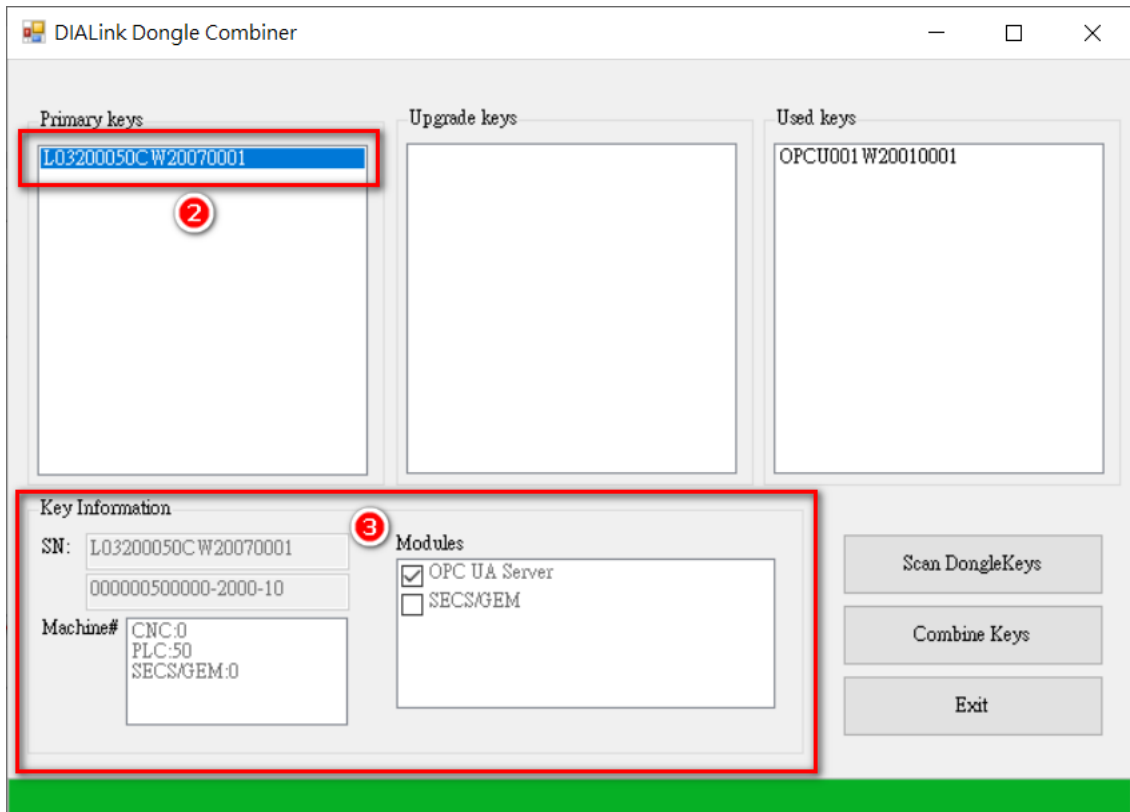 DIALink Dongle Combiner
Primary keys
L03200050CW20070001
2
Upgrade keys
Used keys
OPCU001W20010001
Key Information
3
SN:
L03200050CW20070001
000000500000-2000-10
Machine#
CNC:0
PLC:50
SECS/GEM:0
Modules
OPC UA Server
SECS/GEM
Scan DongleKeys
Combine Keys
Exit